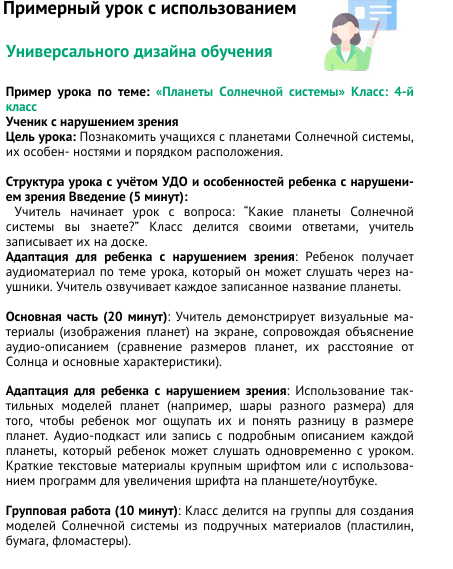 Примерный урок с использованием
Универсального дизайна обучения
Пример урока по теме: «Планеты Солнечной системы» Класс: 4-й
класс
Ученик с нарушением зрения
Цель урока: Познакомить учащихся с планетами Солнечной системы,
их особен- ностями и порядком расположения.
Структура урока с учётом УДО и особенностей ребенка с нарушени-
ем зрения Введение (5 минут):
Учитель начинает урок с вопроса: “Какие планеты Солнечной
системы вы знаете?” Класс делится своими ответами, учитель
записывает их на доске.
Адаптация для ребенка с нарушением зрения: Ребенок получает
аудиоматериал по теме урока, который он может слушать через на-
ушники. Учитель озвучивает каждое записанное название планеты.
Основная часть (20 минут): Учитель демонстрирует визуальные ма-
териалы (изображения планет) на экране, сопровождая объяснение
аудио-описанием (сравнение размеров планет, их расстояние от
Солнца и основные характеристики).
Адаптация для ребенка с нарушением зрения: Использование так-
тильных моделей планет (например, шары разного размера) для
того, чтобы ребенок мог ощупать их и понять разницу в размере
планет. Аудио-подкаст или запись с подробным описанием каждой
планеты, который ребенок может слушать одновременно с уроком.
Краткие текстовые материалы крупным шрифтом или с использова-
нием программ для увеличения шрифта на планшете/ноутбуке.
Групповая работа (10 минут): Класс делится на группы для создания
моделей Солнечной системы из подручных материалов (пластилин,
бумага, фломастеры).